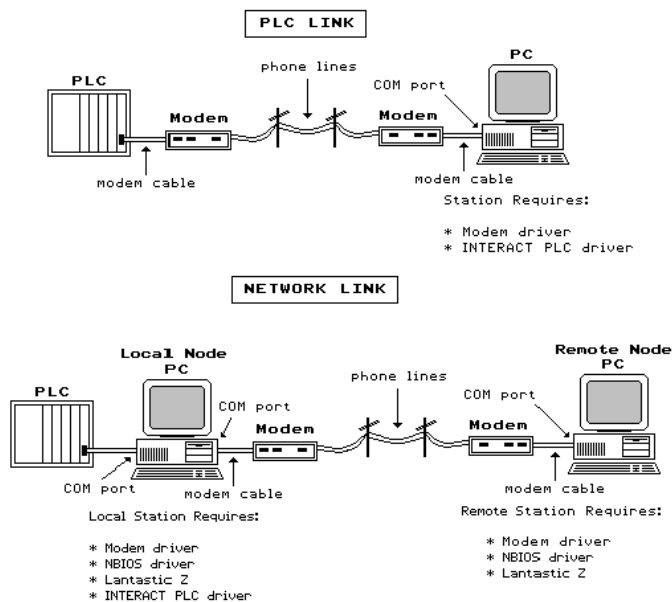 PLC LINK
PC
phone lines
COM port
PLC
Modem
Modem
modem cable
modem cable
Station Requires:
* Modem driver
* INTERACT PLC driver
NETWORK LINK
Local Node
PC
Remote Node
PC
PLC
phone lines
COM port
COM port
Modem
Modem
COM port
modem cable
modem cable
Local Station Requires:
* Modem driver
* NBIOS driver
* Lantastic Z
* INTERACT PLC driver
Remote Station Requires:
* Modem driver
* NBIOS driver
* Lantastic Z